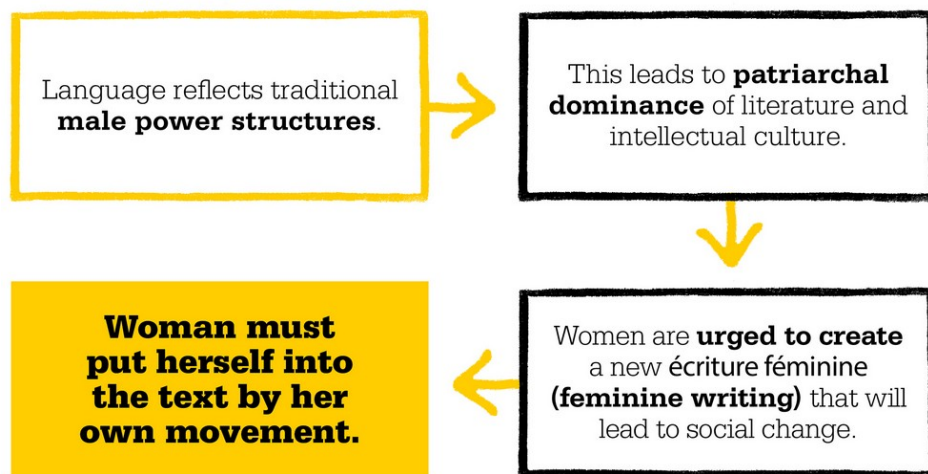 Language reflects traditional
male power structures.
This leads to patriarchal
dominance of literature and
intellectual culture.
Women are urged to create
a new écriture féminine
(feminine writing) that will
lead to social change.
Woman must
put herself into
the text by her
own movement.